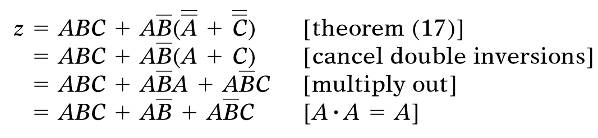 z = ABC + AB̅(A̿ + C̿) [theorem (17)]
= ABC + AB̅(A + C) [cancel double inversions]
= ABC + AB̅A + AB̅C [multiply out]
= ABC + AB̅ + AB̅C [A · A = A]